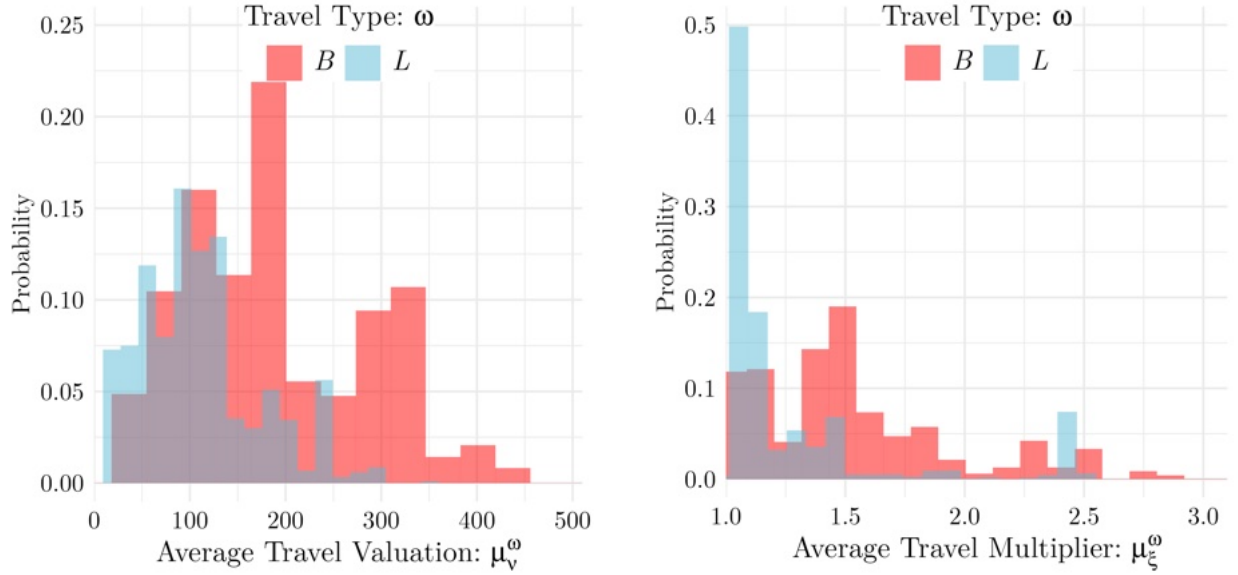 Travel Type: ω
B L
0.25
0.20
0.15
0.10
0.05
0.00
Probability
0 100 200 300 400 500
Average Travel Valuation: μ_ν^ω
Travel Type: ω
B L
0.5
0.4
0.3
0.2
0.1
0.0
Probability
1.0 1.5 2.0 2.5 3.0
Average Travel Multiplier: μ_ξ^ω